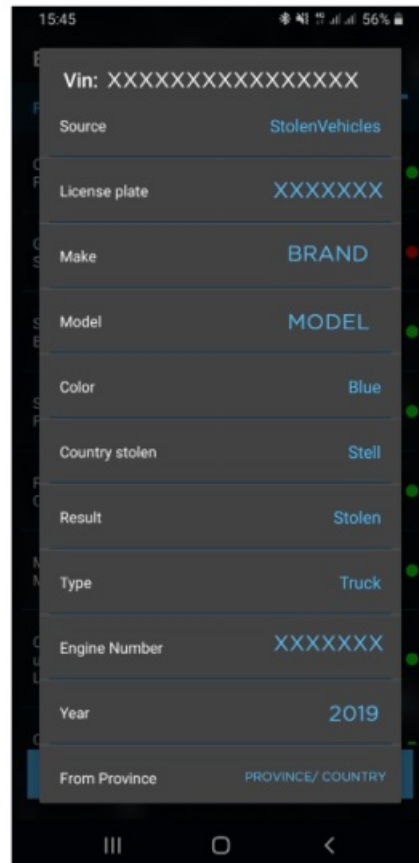 15:45 56%
Vin: XXXXXXXXXXXXXXXX
Source StolenVehicles
License plate XXXXXXX
Make BRAND
Model MODEL
Color Blue
Country stolen Stell
Result Stolen
Type Truck
Engine Number XXXXXXX
Year 2019
From Province PROVINCE/ COUNTRY